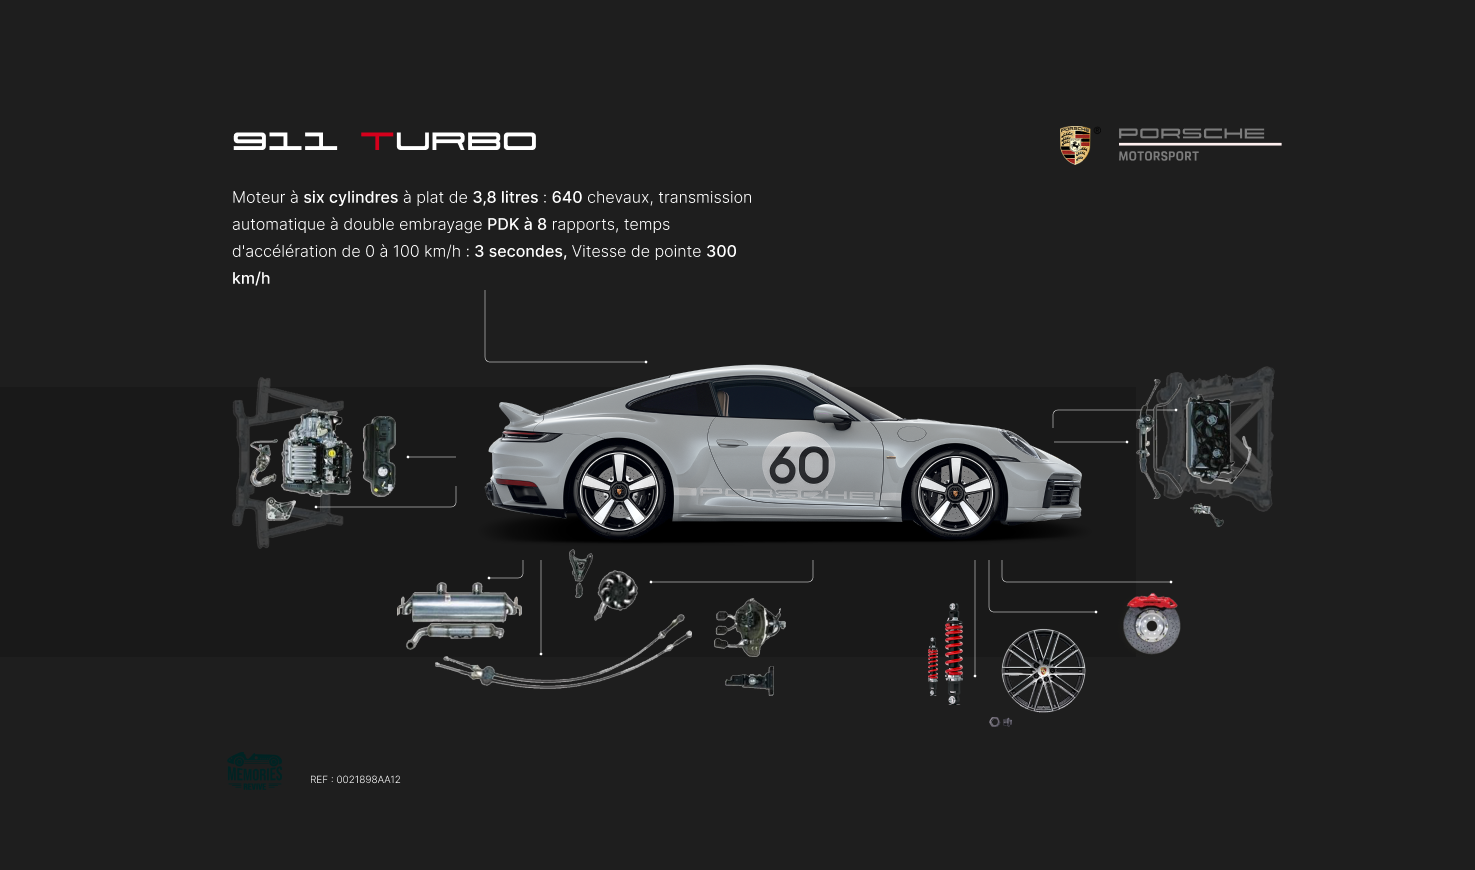 911 TURBO
PORSCHE
MOTORSPORT
Moteur à six cylindres à plat de 3,8 litres : 640 chevaux, transmission
automatique à double embrayage PDK à 8 rapports, temps
d'accélération de 0 à 100 km/h : 3 secondes, Vitesse de pointe 300
km/h
60
PORSCHE
MEMORIES
REF : 0021898AA12